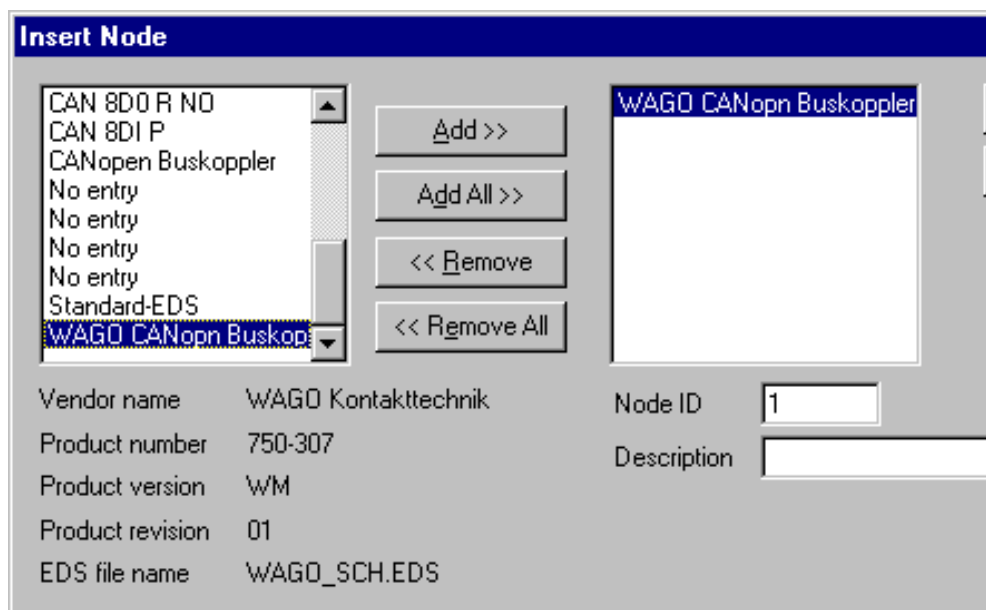 Insert Node
CAN 8D0 R NO
CAN 8DI P
CANopen Buskoppler
No entry
No entry
No entry
No entry
Standard-EDS
WAGO CANopn Buskop
Add >>
Add All >>
<< Remove
<< Remove All
WAGO CANopn Buskoppler
Vendor name WAGO Kontakttechnik
Product number 750-307
Product version WM
Product revision 01
EDS file name WAGO_SCH.EDS
Node ID 1
Description